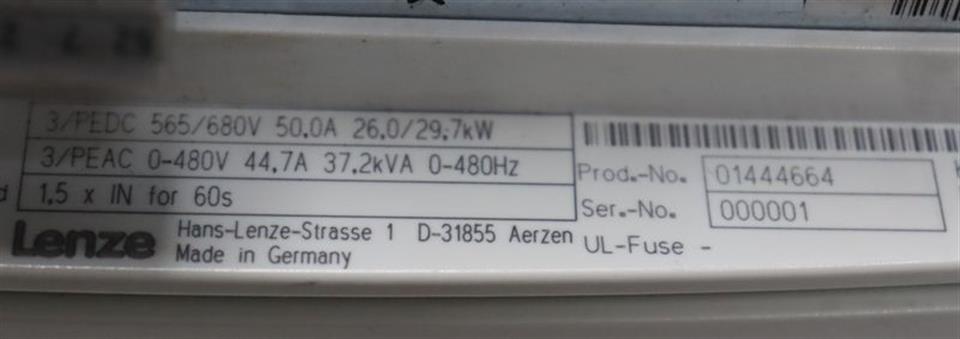 3/PEDC 565/680V 50.0A 26.0/29.7kW
3/PEAC 0-480V 44.7A 37.2kVA 0-480Hz
1.5 x IN for 60s
Lenze
Hans-Lenze-Strasse 1 D-31855 Aerzen
Made in Germany
Prod.-No. 01444664
Ser.-No. 000001
UL-Fuse -